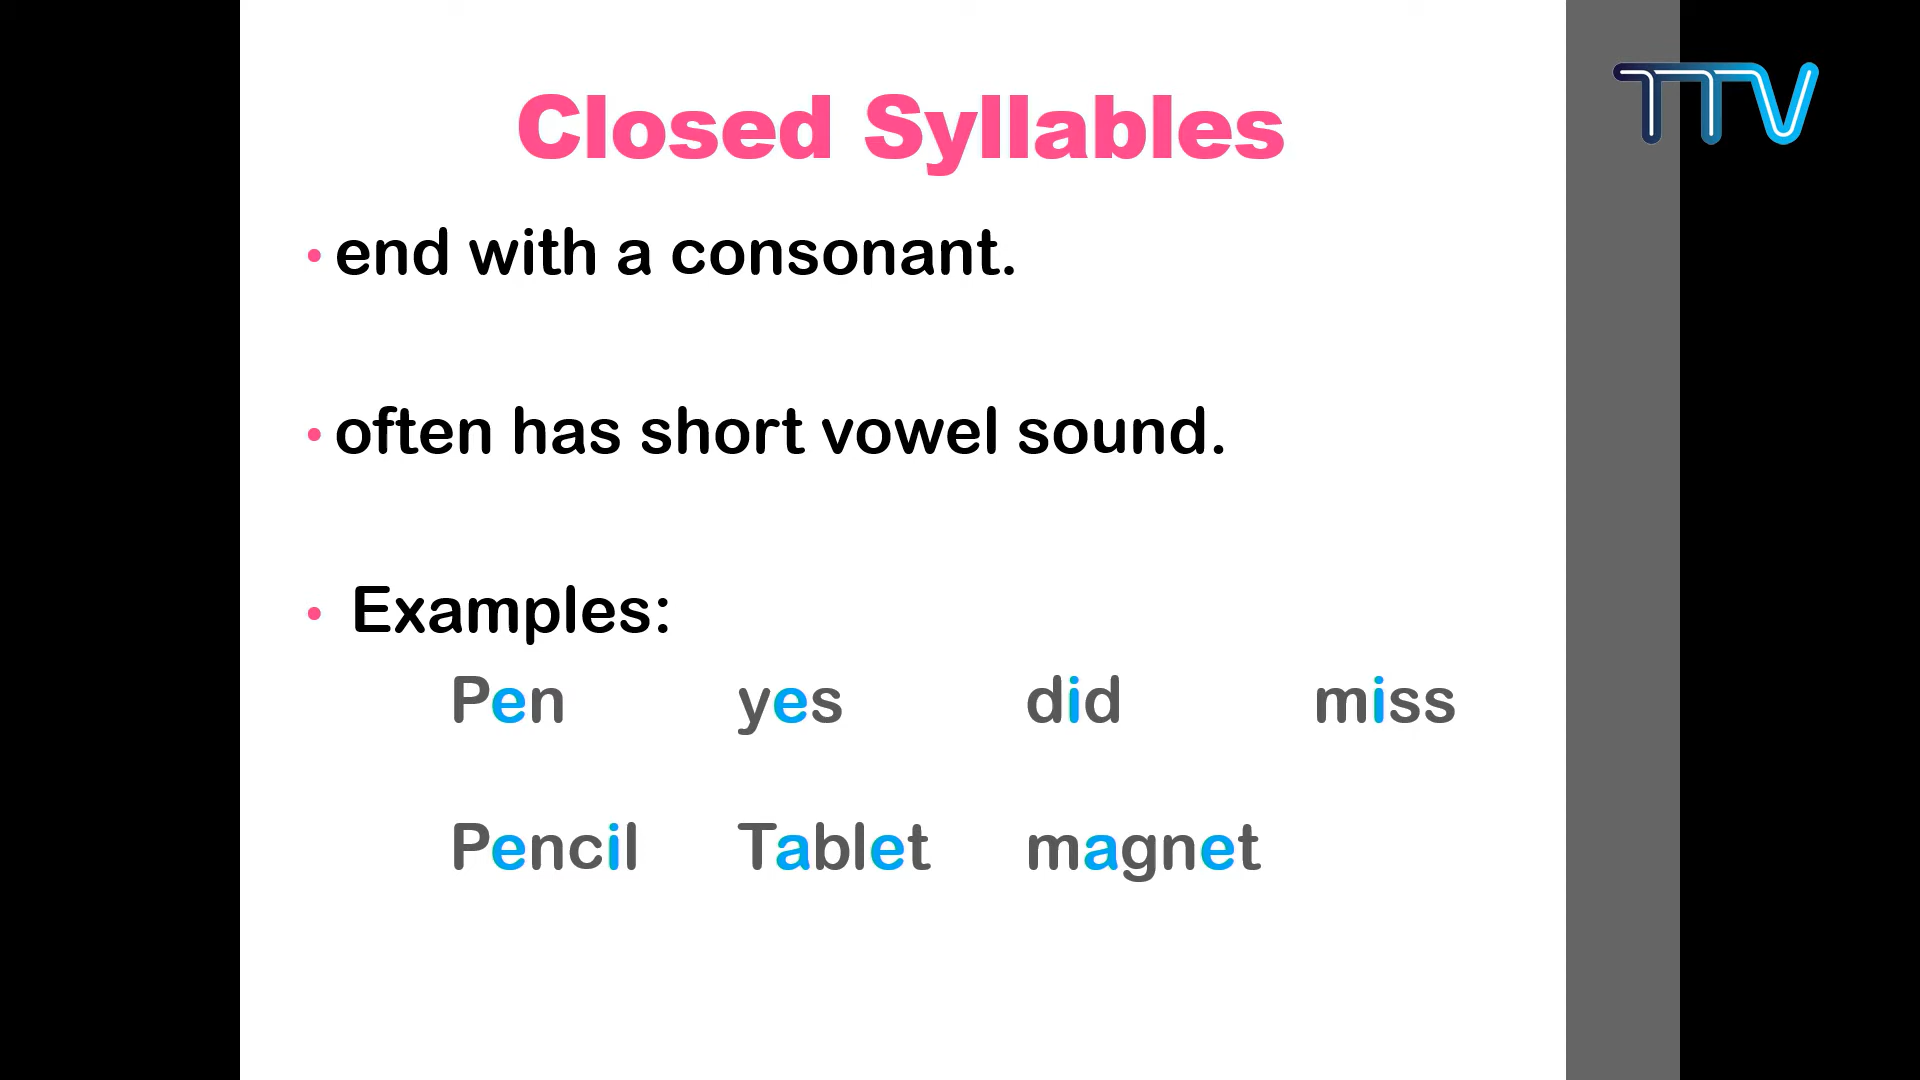 Closed Syllables
TTV
• end with a consonant.
• often has short vowel sound.
• Examples:
Pen yes did miss
Pencil Tablet magnet